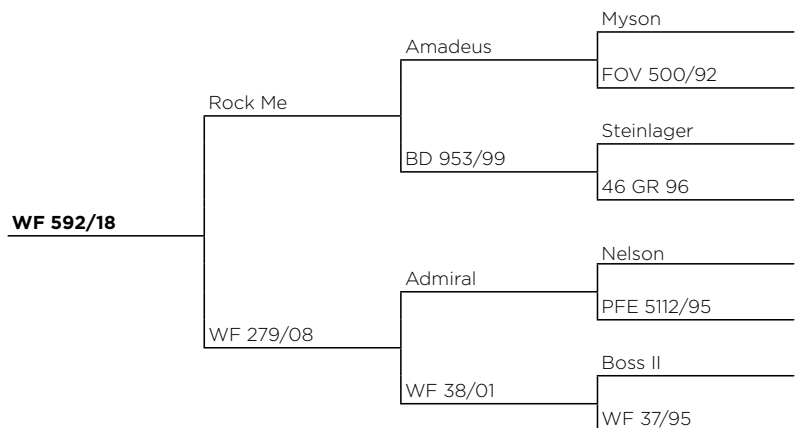 Myson
Amadeus
FOV 500/92
Rock Me
Steinlager
BD 953/99
46 GR 96
WF 592/18
Nelson
Admiral
PFE 5112/95
WF 279/08
Boss II
WF 38/01
WF 37/95